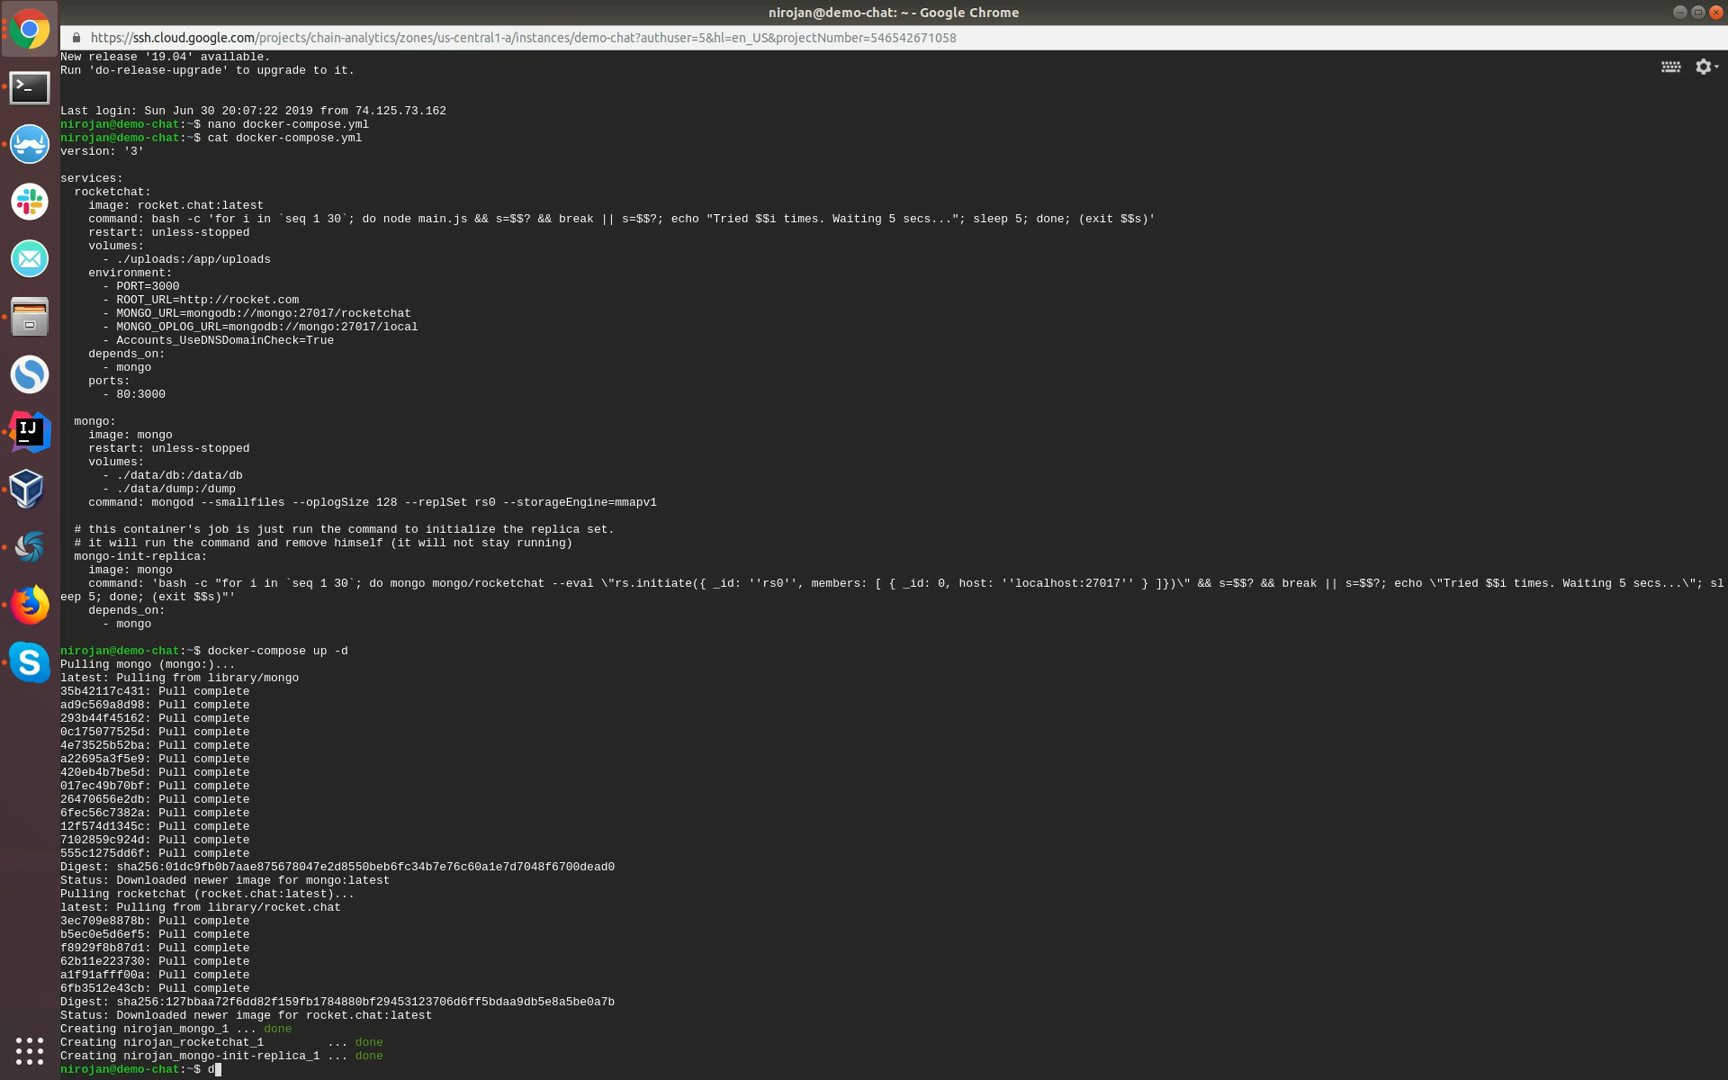 nirojan@demo-chat: ~ - Google Chrome
https://ssh.cloud.google.com/projects/chain-analytics/zones/us-central1-a/instances/demo-chat?authuser=5&hl=en_US&projectNumber=546542671058
New release '19.04' available.
Run 'do-release-upgrade' to upgrade to it.
Last login: Sun Jun 30 20:07:22 2019 from 74.125.73.162
nirojan@demo-chat:~$ nano docker-compose.yml
nirojan@demo-chat:~$ cat docker-compose.yml
version: '3'
services:
  rocketchat:
    image: rocket.chat:latest
    command: bash -c 'for i in `seq 1 30`; do node main.js && s=$$? && break || s=$$?; echo "Tried $$i times. Waiting 5 secs..."; sleep 5; done; (exit $$s)'
    restart: unless-stopped
    volumes:
      - ./uploads:/app/uploads
    environment:
      - PORT=3000
      - ROOT_URL=http://rocket.com
      - MONGO_URL=mongodb://mongo:27017/rocketchat
      - MONGO_OPLOG_URL=mongodb://mongo:27017/local
      - Accounts_UseDNSDomainCheck=True
    depends_on:
      - mongo
    ports:
      - 80:3000
  mongo:
    image: mongo
    restart: unless-stopped
    volumes:
      - ./data/db:/data/db
      - ./data/dump:/dump
    command: mongod --smallfiles --oplogSize 128 --replSet rs0 --storageEngine=mmapv1
  # this container's job is just run the command to initialize the replica set.
  # it will run the command and remove himself (it will not stay running)
  mongo-init-replica:
    image: mongo
    command: 'bash -c "for i in `seq 1 30`; do mongo mongo/rocketchat --eval \"rs.initiate({ _id: ''rs0'', members: [ { _id: 0, host: ''localhost:27017'' } ]})\" && s=$$? && break || s=$$?; echo \"Tried $$i times. Waiting 5 secs...\"; sl
eep 5; done; (exit $$s)"'
    depends_on:
      - mongo
nirojan@demo-chat:~$ docker-compose up -d
Pulling mongo (mongo:)...
latest: Pulling from library/mongo
35b42117c431: Pull complete
ad9c569a8d98: Pull complete
293b44f45162: Pull complete
0c175077525d: Pull complete
4e73525b52ba: Pull complete
a22695a3f5e9: Pull complete
420eb4b7be5d: Pull complete
017ec49b70bf: Pull complete
26470656e2db: Pull complete
6fec56c7382a: Pull complete
12f574d1345c: Pull complete
7102859c924d: Pull complete
555c1275dd6f: Pull complete
Digest: sha256:01dc9fb0b7aae875678047e2d8550beb6fc34b7e76c60a1e7d7048f6700dead0
Status: Downloaded newer image for mongo:latest
Pulling rocketchat (rocket.chat:latest)...
latest: Pulling from library/rocket.chat
3ec709e8878b: Pull complete
b5ec0e5d6ef5: Pull complete
f8929f8b87d1: Pull complete
62b11e223730: Pull complete
a1f91afff00a: Pull complete
6fb3512e43cb: Pull complete
Digest: sha256:127bbaa72f6dd82f159fb1784880bf29453123706d6ff5bdaa9db5e8a5be0a7b
Status: Downloaded newer image for rocket.chat:latest
Creating nirojan_mongo_1 ... done
Creating nirojan_rocketchat_1         ... done
Creating nirojan_mongo-init-replica_1 ... done
nirojan@demo-chat:~$ d